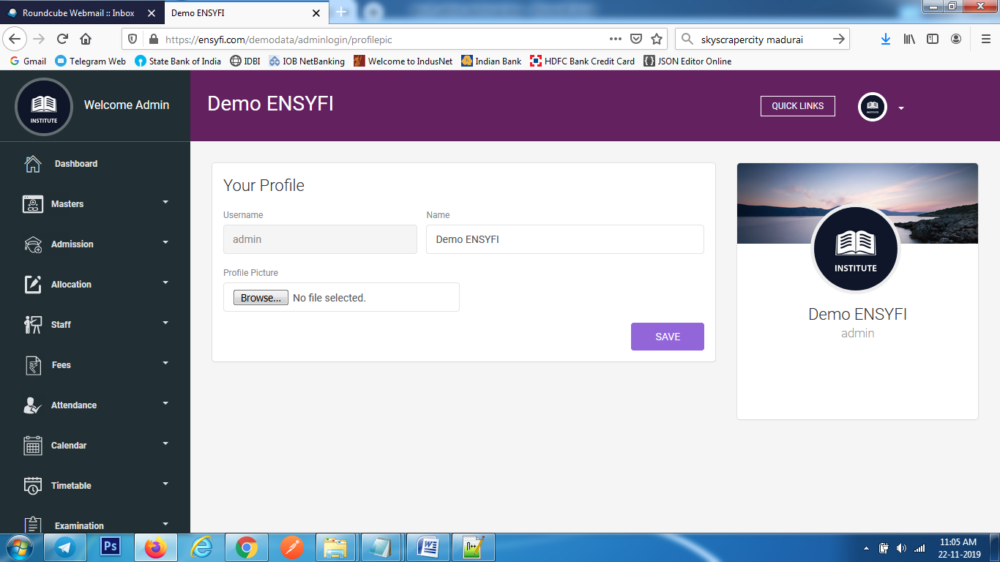 Roundcube Webmail :: Inbox
Demo ENSYFI
https://ensyfi.com/demodata/adminlogin/profilepic
skyscrapercity madurai
Gmail
Telegram Web
State Bank of India
IDBI
IOB NetBanking
Welcome to IndusNet
Indian Bank
HDFC Bank Credit Card
JSON Editor Online
INSTITUTE
Welcome Admin
Demo ENSYFI
QUICK LINKS
Dashboard
Masters
Admission
Allocation
Staff
Fees
Attendance
Calendar
Timetable
Examination
Your Profile
Username
Name
admin
Demo ENSYFI
Profile Picture
Browse... No file selected.
SAVE
INSTITUTE
Demo ENSYFI
admin
Ps
11:05 AM
22-11-2019